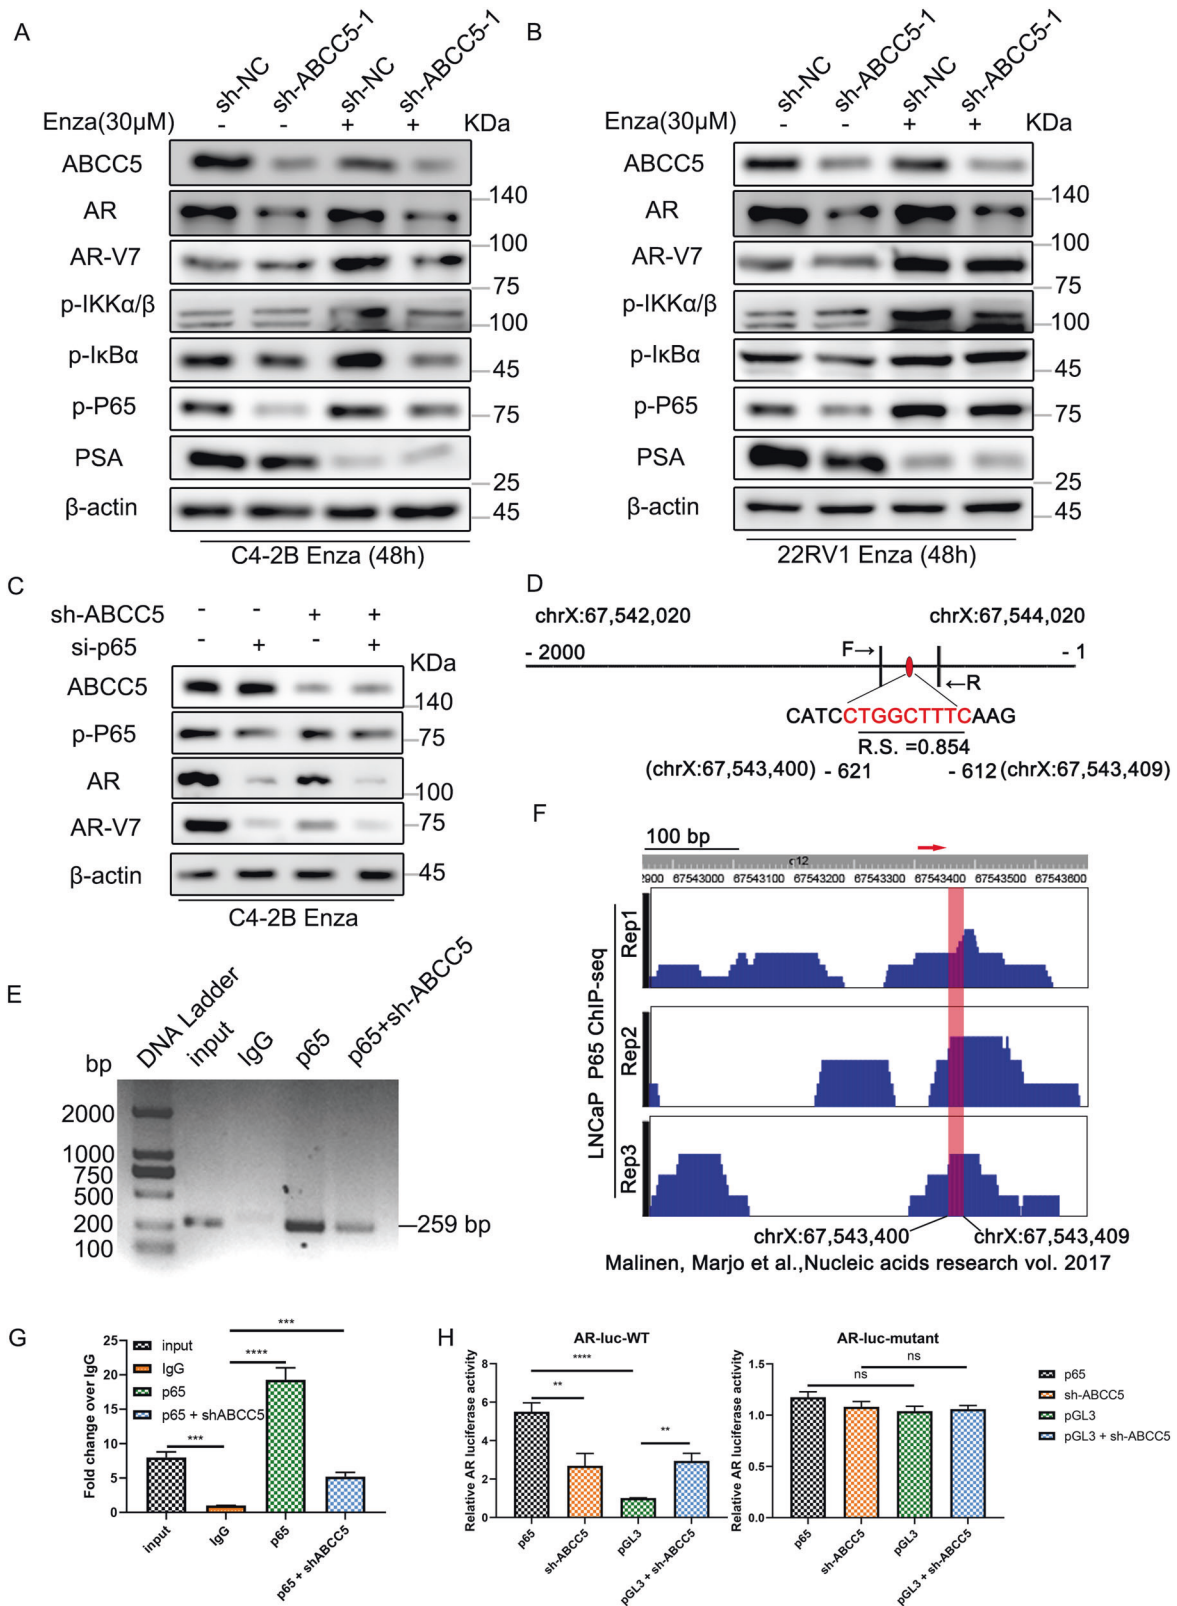 A
sh-NC
sh-ABCC5-1
sh-NC
sh-ABCC5-1
Enza(30μM) - - + + KDa
ABCC5
140
AR
100
AR-V7
75
p-IKKα/β
100
p-IκBα
45
p-P65
75
PSA
25
β-actin
45
C4-2B Enza (48h)
B
sh-NC
sh-ABCC5-1
sh-NC
sh-ABCC5-1
Enza(30μM) - - + + KDa
ABCC5
140
AR
100
AR-V7
75
p-IKKα/β
100
p-IκBα
45
p-P65
75
PSA
25
β-actin
45
22RV1 Enza (48h)
C
sh-ABCC5 - - + +
si-p65 - + - +
KDa
ABCC5
140
p-P65
75
AR
100
AR-V7
75
β-actin
45
C4-2B Enza
D
chrX:67,542,020 chrX:67,544,020
- 2000 F→ - 1
←R
CATCCTGGCTTTCAAG
R.S. =0.854
(chrX:67,543,400) - 621 - 612 (chrX:67,543,409)
E
bp
DNA Ladder
input
IgG
p65
p65+sh-ABCC5
2000
1000
750
500
200
100
259 bp
F
100 bp
q12
2900 67543000 67543100 67543200 67543300 67543400 67543500 67543600
LNCaP P65 ChIP-seq
Rep1
Rep2
Rep3
chrX:67,543,400 chrX:67,543,409
Malinen, Marjo et al.,Nucleic acids research vol. 2017
G
Fold change over IgG
25
20
15
10
5
0
input
IgG
p65
p65 + shABCC5
***
****
***
input
IgG
p65
p65 + shABCC5
H
AR-luc-WT
Relative AR luciferase activity
8
6
4
2
0
****
**
**
p65
sh-ABCC5
pGL3
pGL3 + sh-ABCC5
AR-luc-mutant
Relative AR luciferase activity
1.5
1.0
0.5
0.0
ns
ns
p65
sh-ABCC5
pGL3
pGL3 + sh-ABCC5
p65
sh-ABCC5
pGL3
pGL3 + sh-ABCC5